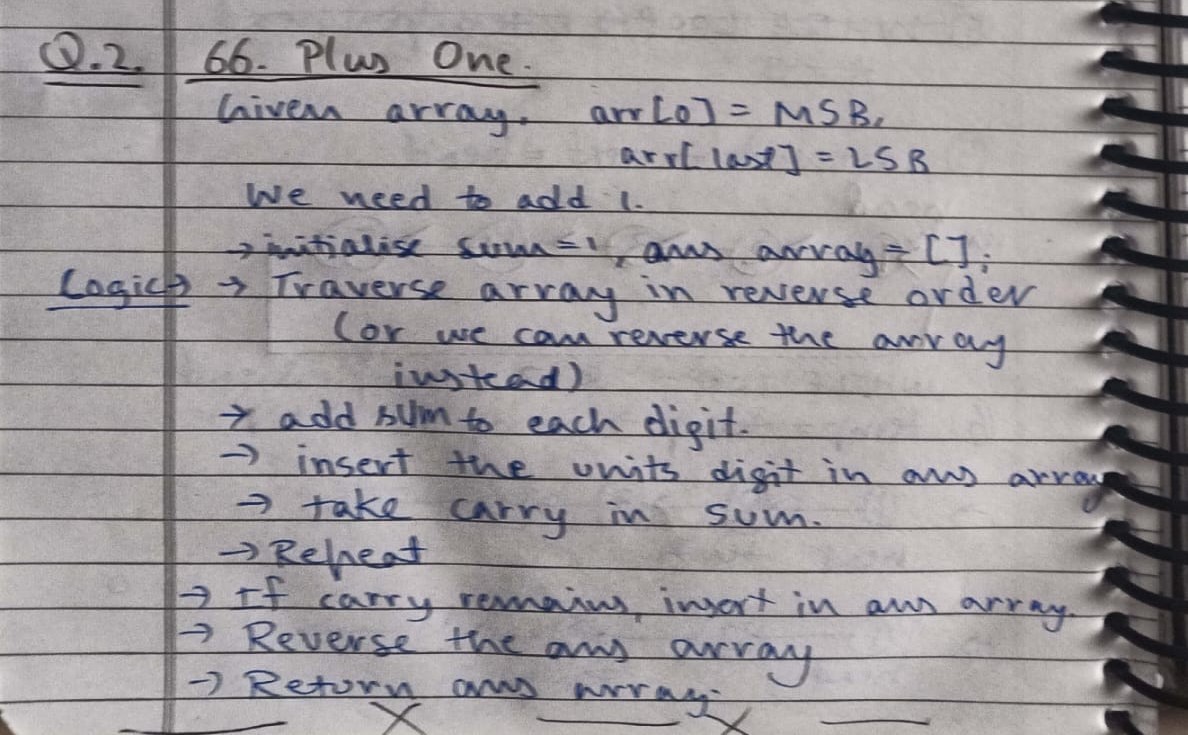 Q.2. 66. Plus One.
Given array. arr[0] = MSB,
arr[last] = LSB
We need to add 1.
→ initialise sum=1, ans array = [];
Logic→ → Traverse array in reverse order
(or we can reverse the array
instead)
→ add sum to each digit.
→ insert the units digit in ans array
→ take carry in sum.
→ Repeat
→ If carry remains, insert in ans array.
→ Reverse the ans array
→ Return ans array.